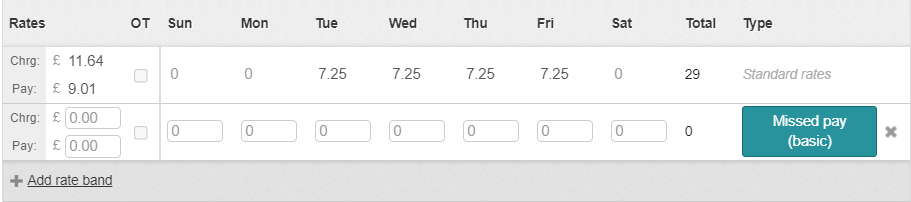 Rates OT Sun Mon Tue Wed Thu Fri Sat Total Type
Chrg: £ 11.64
0 0 7.25 7.25 7.25 7.25 0 29 Standard rates
Pay: £ 9.01
Chrg: £ 0.00
0 0 0 0 0 0 0 0 Missed pay
(basic)
Pay: £ 0.00
Add rate band